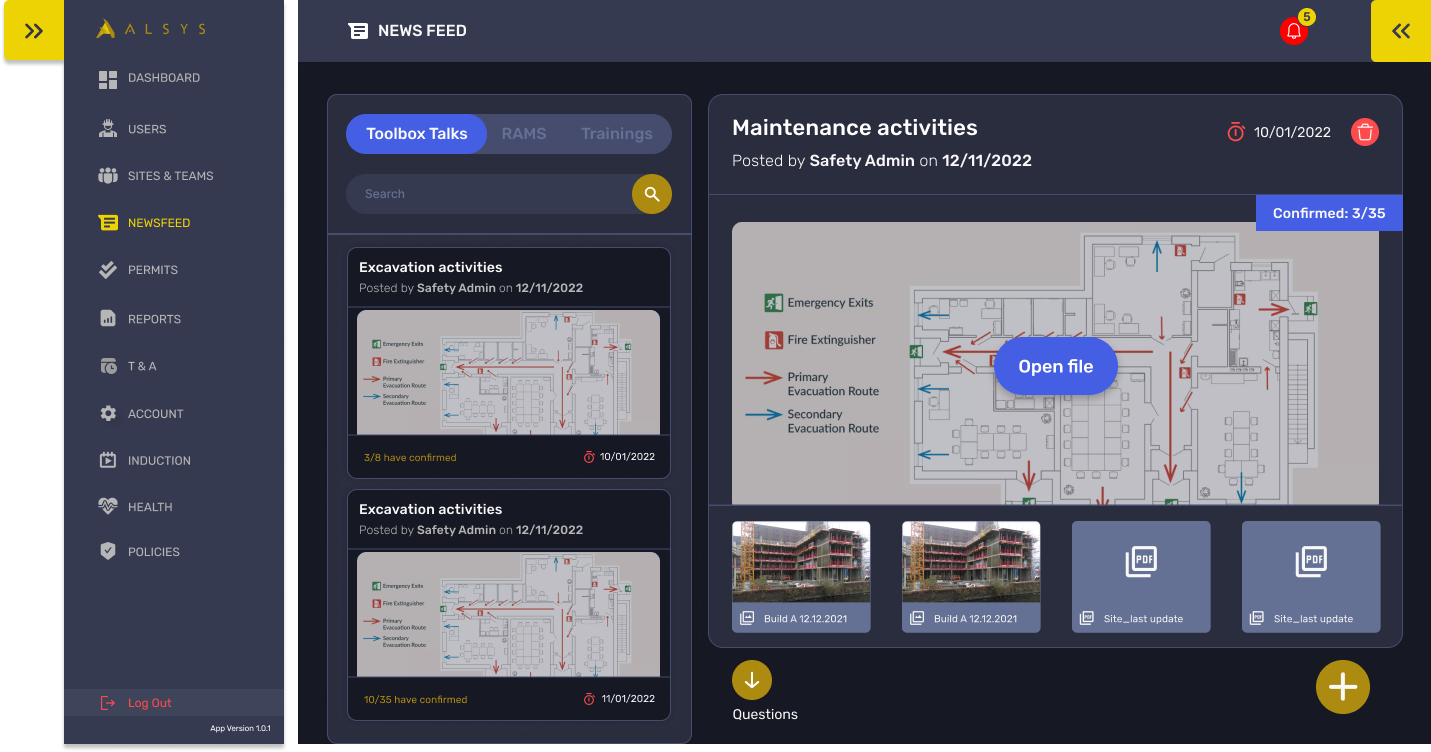 ALSYS
DASHBOARD
USERS
SITES & TEAMS
NEWSFEED
PERMITS
REPORTS
T & A
ACCOUNT
INDUCTION
HEALTH
POLICIES
Log Out
App Version 1.0.1
NEWS FEED
5
Toolbox Talks RAMS Trainings
Search
Excavation activities
Posted by Safety Admin on 12/11/2022
Emergency Exits
Fire Extinguisher
Primary
Evacuation Route
Secondary
Evacuation Route
3/8 have confirmed 10/01/2022
Excavation activities
Posted by Safety Admin on 12/11/2022
Emergency Exits
Fire Extinguisher
Primary
Evacuation Route
Secondary
Evacuation Route
10/35 have confirmed 11/01/2022
Maintenance activities 10/01/2022
Posted by Safety Admin on 12/11/2022
Confirmed: 3/35
Emergency Exits
Fire Extinguisher
Primary
Evacuation Route
Secondary
Evacuation Route
Open file
PDF PDF
Build A 12.12.2021 Build A 12.12.2021 Site_last update Site_last update
Questions